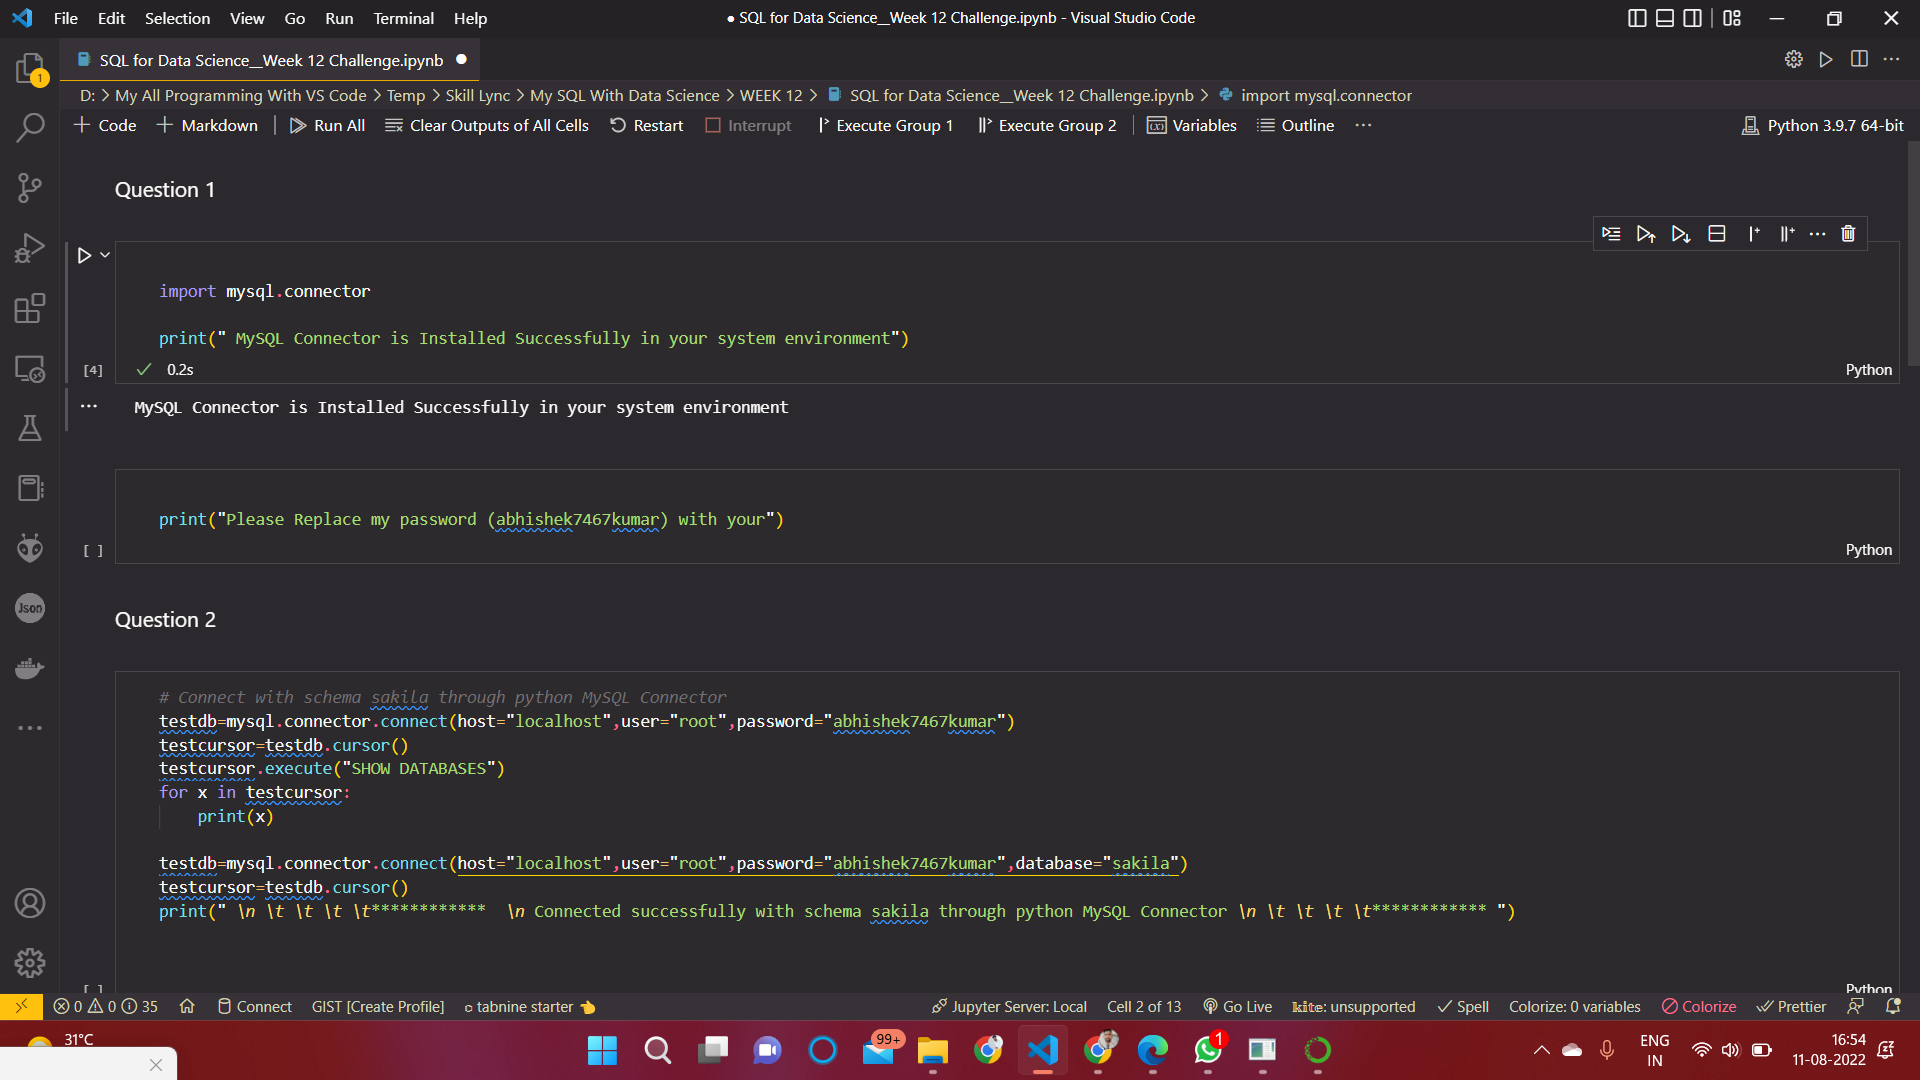 File Edit Selection View Go Run Terminal Help
● SQL for Data Science__Week 12 Challenge.ipynb - Visual Studio Code
SQL for Data Science__Week 12 Challenge.ipynb ●
1
D: > My All Programming With VS Code > Temp > Skill Lync > My SQL With Data Science > WEEK 12 > SQL for Data Science__Week 12 Challenge.ipynb > import mysql.connector
+ Code + Markdown | Run All Clear Outputs of All Cells Restart Interrupt Execute Group 1 Execute Group 2 | Variables Outline ··· Python 3.9.7 64-bit
Question 1
import mysql.connector
print(" MySQL Connector is Installed Successfully in your system environment")
[4] ✓ 0.2s Python
··· MySQL Connector is Installed Successfully in your system environment
print("Please Replace my password (abhishek7467kumar) with your")
[ ] Python
Question 2
Json
# Connect with schema sakila through python MySQL Connector
testdb=mysql.connector.connect(host="localhost",user="root",password="abhishek7467kumar")
testcursor=testdb.cursor()
testcursor.execute("SHOW DATABASES")
for x in testcursor:
    print(x)
testdb=mysql.connector.connect(host="localhost",user="root",password="abhishek7467kumar",database="sakila")
testcursor=testdb.cursor()
print(" \n \t \t \t \t************  \n Connected successfully with schema sakila through python MySQL Connector \n \t \t \t \t************ ")
[ ] Python
0 0 35 Connect GIST [Create Profile] tabnine starter 👈 Jupyter Server: Local Cell 2 of 13 Go Live kite: unsupported Spell Colorize: 0 variables Colorize Prettier
31°C 99+ 1 ENG 16:54
IN 11-08-2022